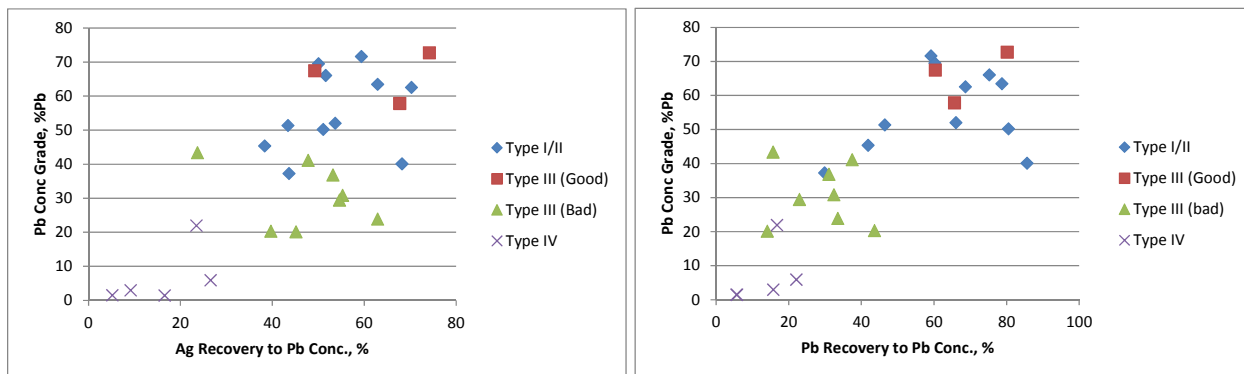 80
70
60
50
40
30
20
10
0
Pb Conc Grade, %Pb
0 20 40 60 80
Ag Recovery to Pb Conc., %
Type I/II
Type III (Good)
Type III (Bad)
Type IV
80
70
60
50
40
30
20
10
0
Pb Conc Grade, %Pb
0 20 40 60 80 100
Pb Recovery to Pb Conc., %
Type I/II
Type III (Good)
Type III (bad)
Type IV